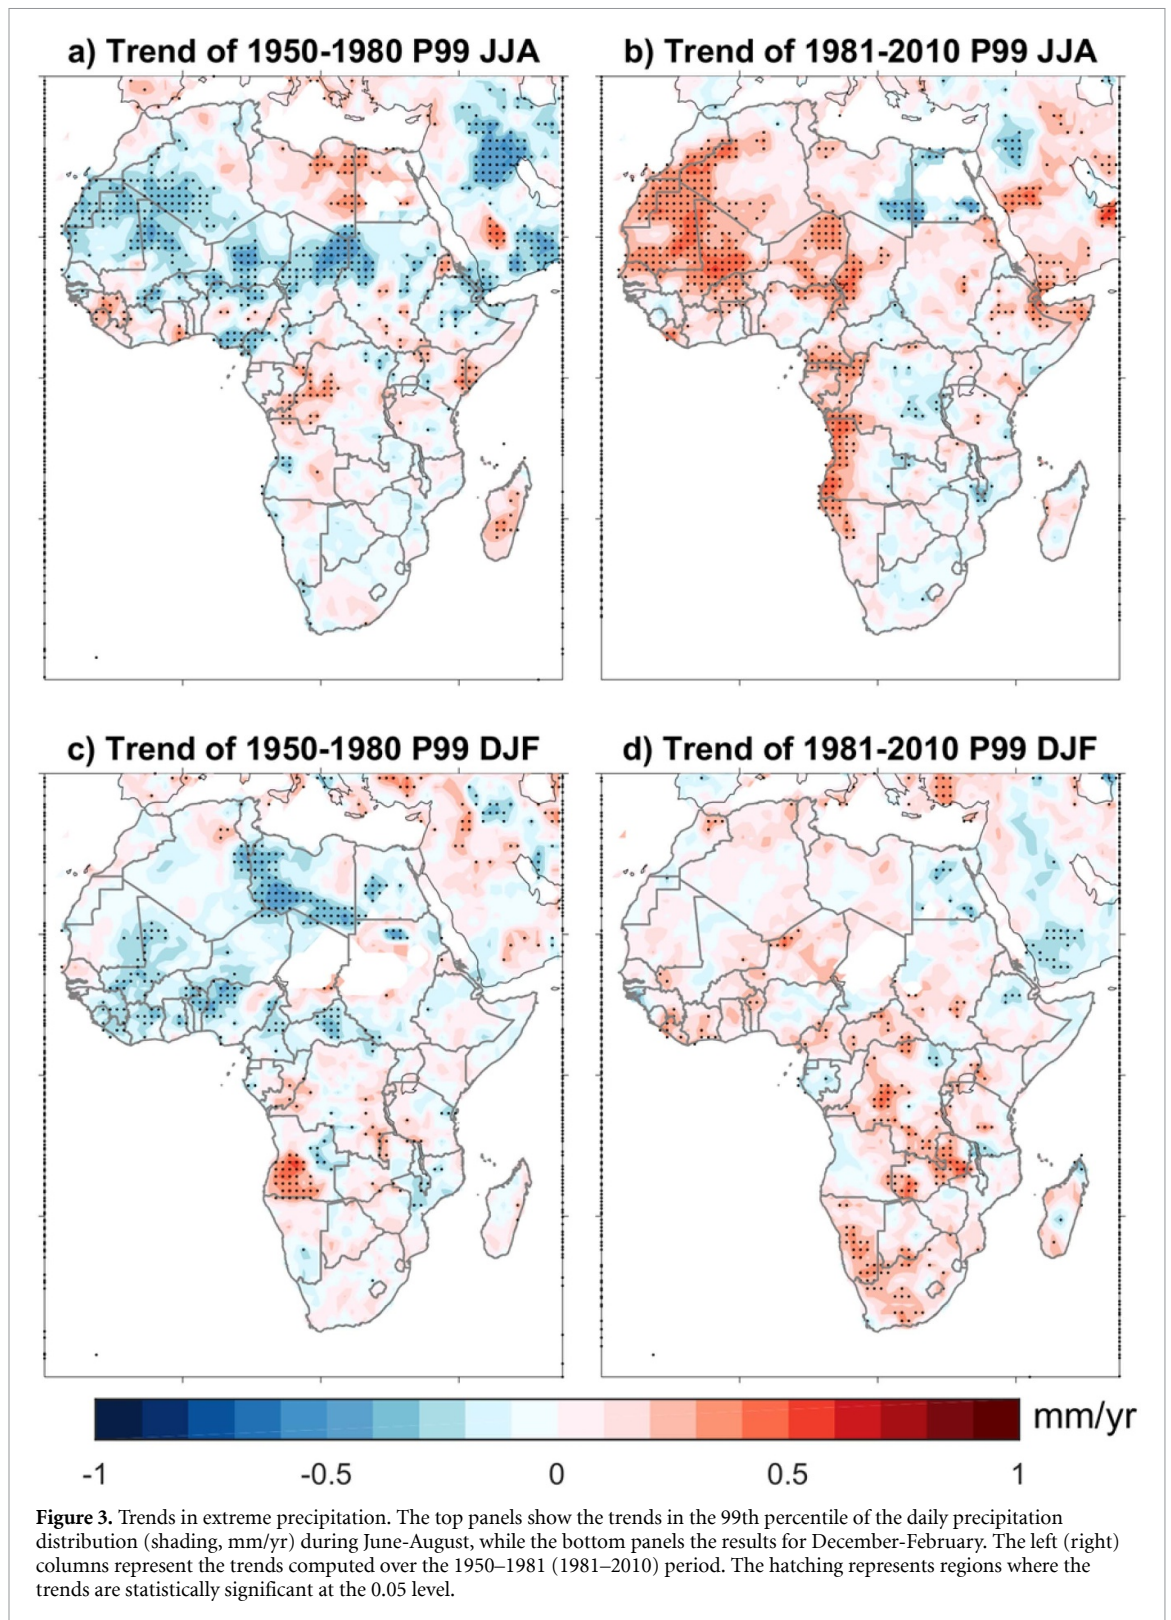 a) Trend of 1950-1980 P99 JJA
b) Trend of 1981-2010 P99 JJA
c) Trend of 1950-1980 P99 DJF
d) Trend of 1981-2010 P99 DJF
mm/yr
-1 -0.5 0 0.5 1
Figure 3. Trends in extreme precipitation. The top panels show the trends in the 99th percentile of the daily precipitation
distribution (shading, mm/yr) during June-August, while the bottom panels the results for December-February. The left (right)
columns represent the trends computed over the 1950–1981 (1981–2010) period. The hatching represents regions where the
trends are statistically significant at the 0.05 level.